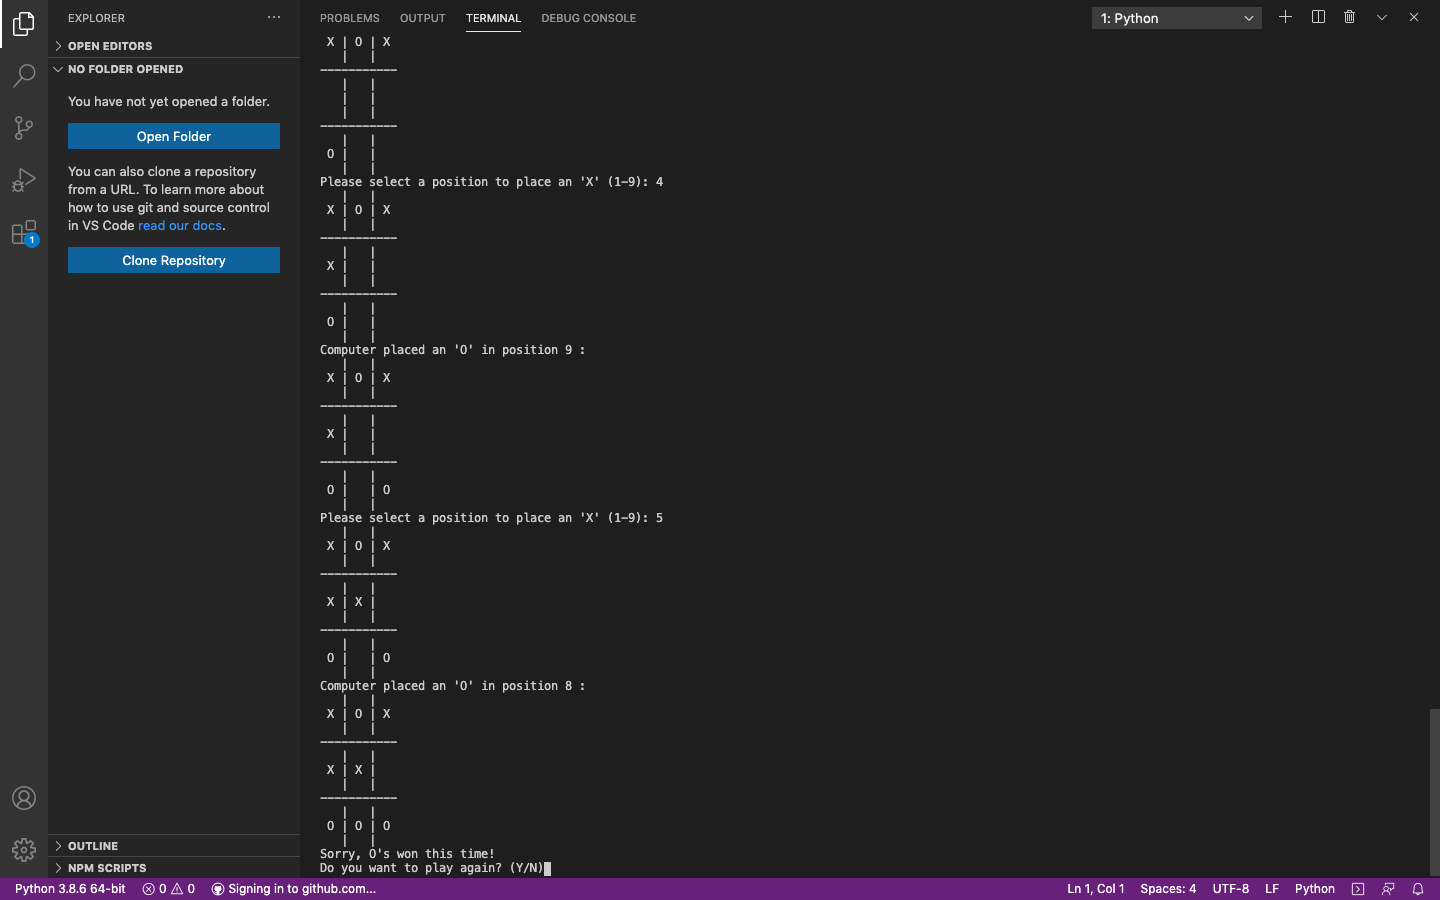 EXPLORER
OPEN EDITORS
NO FOLDER OPENED
You have not yet opened a folder.
Open Folder
You can also clone a repository
from a URL. To learn more about
how to use git and source control
in VS Code read our docs.
Clone Repository
1
OUTLINE
NPM SCRIPTS
PROBLEMS OUTPUT TERMINAL DEBUG CONSOLE
1: Python
 X | O | X
   |   |
-----------
   |   |
   |   |
   |   |
-----------
   |   |
 O |   |
   |   |
Please select a position to place an 'X' (1-9): 4
   |   |
 X | O | X
   |   |
-----------
   |   |
 X |   |
   |   |
-----------
   |   |
 O |   |
   |   |
Computer placed an 'O' in position 9 :
   |   |
 X | O | X
   |   |
-----------
   |   |
 X |   |
   |   |
-----------
   |   |
 O |   | O
   |   |
Please select a position to place an 'X' (1-9): 5
   |   |
 X | O | X
   |   |
-----------
   |   |
 X | X |
   |   |
-----------
   |   |
 O |   | O
   |   |
Computer placed an 'O' in position 8 :
   |   |
 X | O | X
   |   |
-----------
   |   |
 X | X |
   |   |
-----------
   |   |
 O | O | O
   |   |
Sorry, O's won this time!
Do you want to play again? (Y/N)
Python 3.8.6 64-bit 0 0 Signing in to github.com... Ln 1, Col 1 Spaces: 4 UTF-8 LF Python